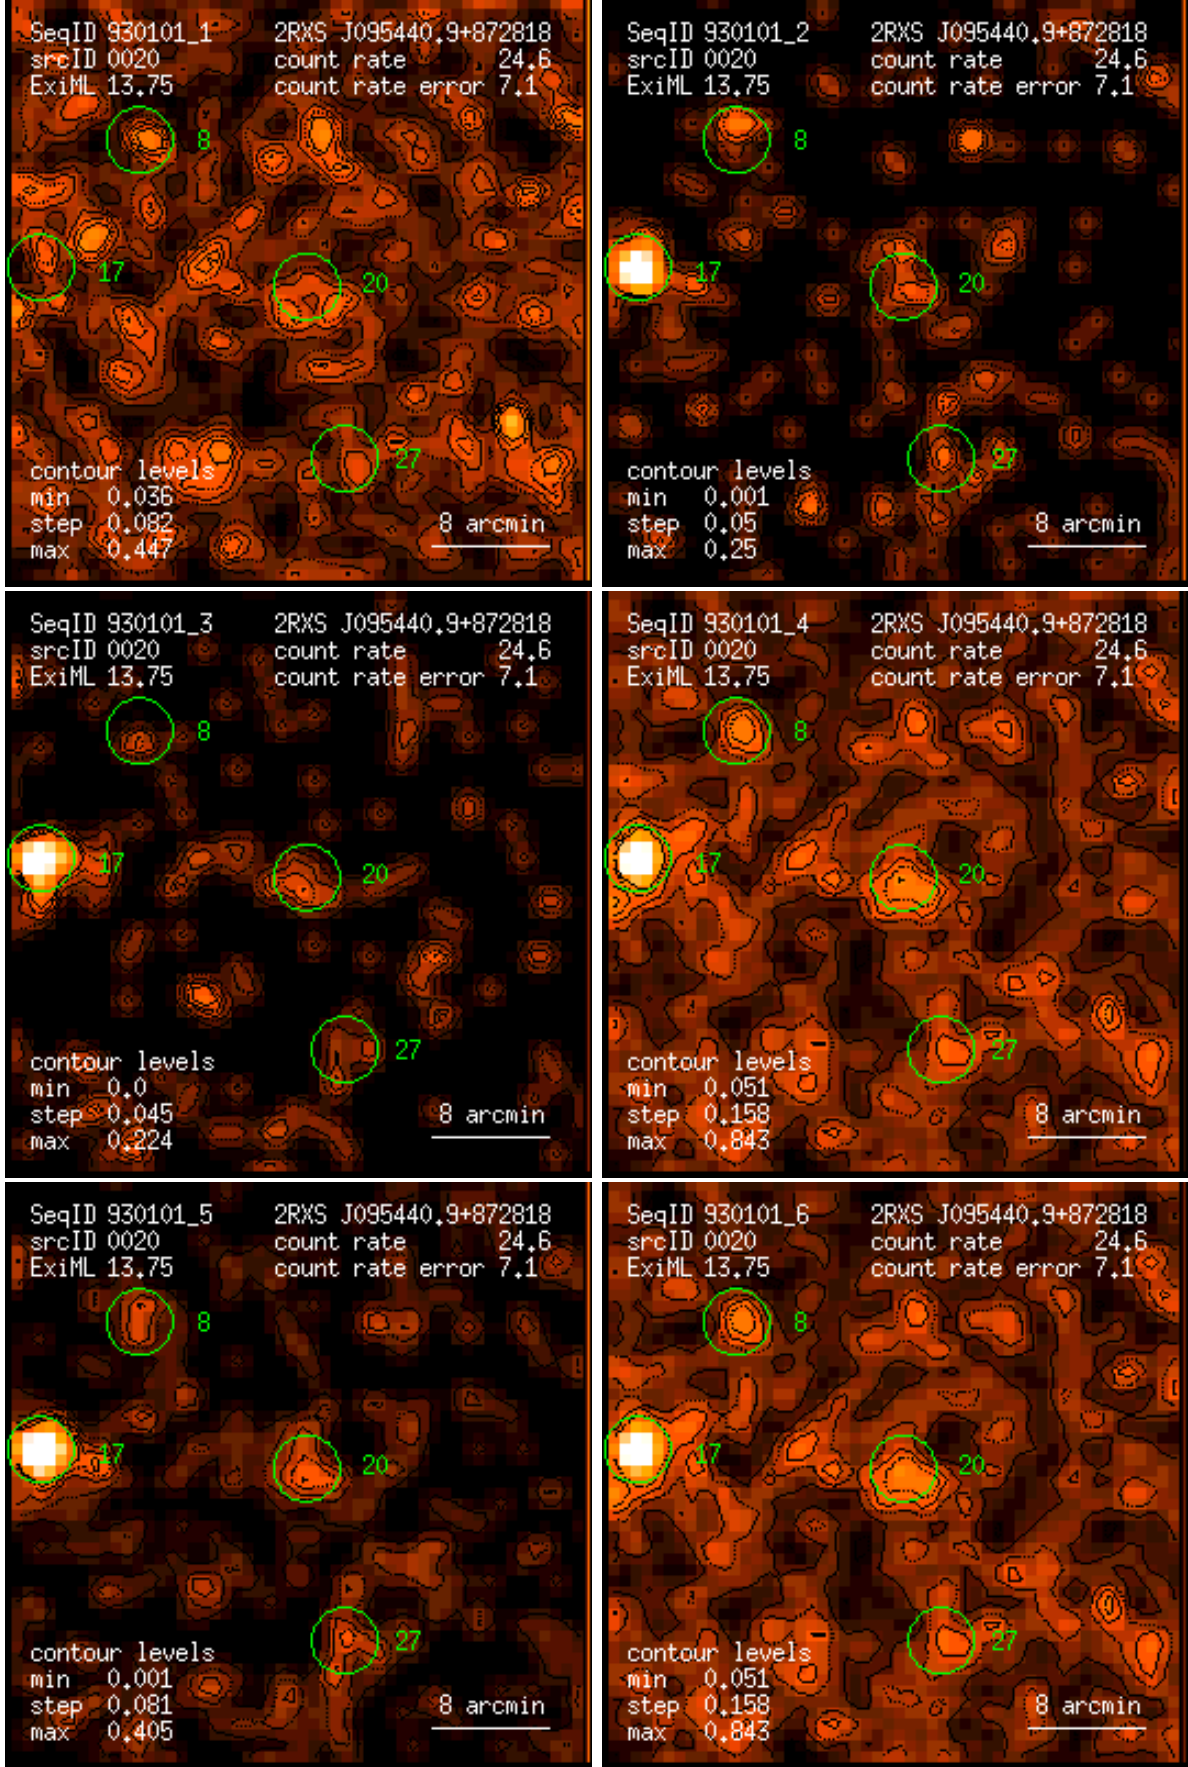 SeqID 930101_1 2RXS J095440.9+872818
srcID 0020 count rate 24.6
ExiML 13.75 count rate error 7.1
8
17
20
27
contour levels
min 0.036
step 0.082
max 0.447
8 arcmin
SeqID 930101_2 2RXS J095440.9+872818
srcID 0020 count rate 24.6
ExiML 13.75 count rate error 7.1
8
17
20
27
contour levels
min 0.001
step 0.05
max 0.25
8 arcmin
SeqID 930101_3 2RXS J095440.9+872818
srcID 0020 count rate 24.6
ExiML 13.75 count rate error 7.1
8
17
20
27
contour levels
min 0.0
step 0.045
max 0.224
8 arcmin
SeqID 930101_4 2RXS J095440.9+872818
srcID 0020 count rate 24.6
ExiML 13.75 count rate error 7.1
8
17
20
27
contour levels
min 0.051
step 0.158
max 0.843
8 arcmin
SeqID 930101_5 2RXS J095440.9+872818
srcID 0020 count rate 24.6
ExiML 13.75 count rate error 7.1
8
17
20
27
contour levels
min 0.001
step 0.081
max 0.405
8 arcmin
SeqID 930101_6 2RXS J095440.9+872818
srcID 0020 count rate 24.6
ExiML 13.75 count rate error 7.1
8
17
20
27
contour levels
min 0.051
step 0.158
max 0.843
8 arcmin